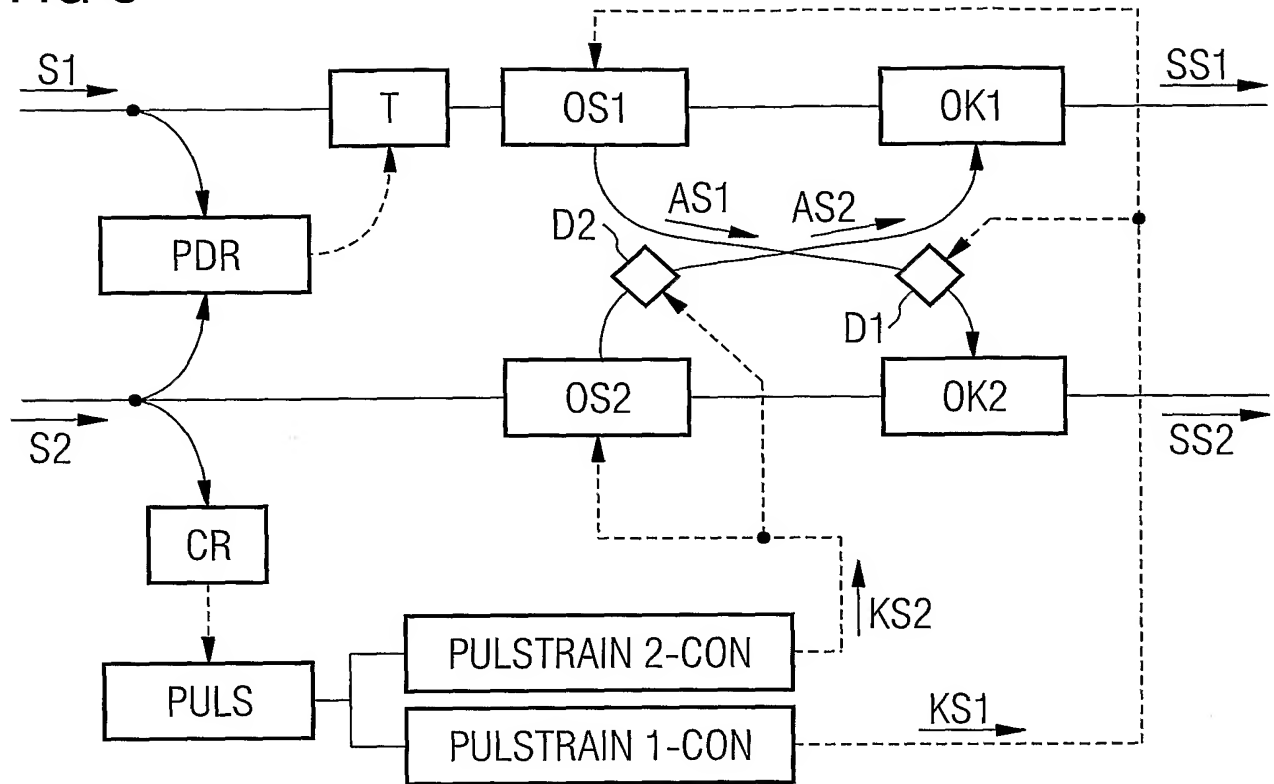 S1
T
OS1
OK1
SS1
PDR
AS1
AS2
D2
D1
S2
OS2
OK2
SS2
CR
KS2
PULSTRAIN 2-CON
PULS
KS1
PULSTRAIN 1-CON